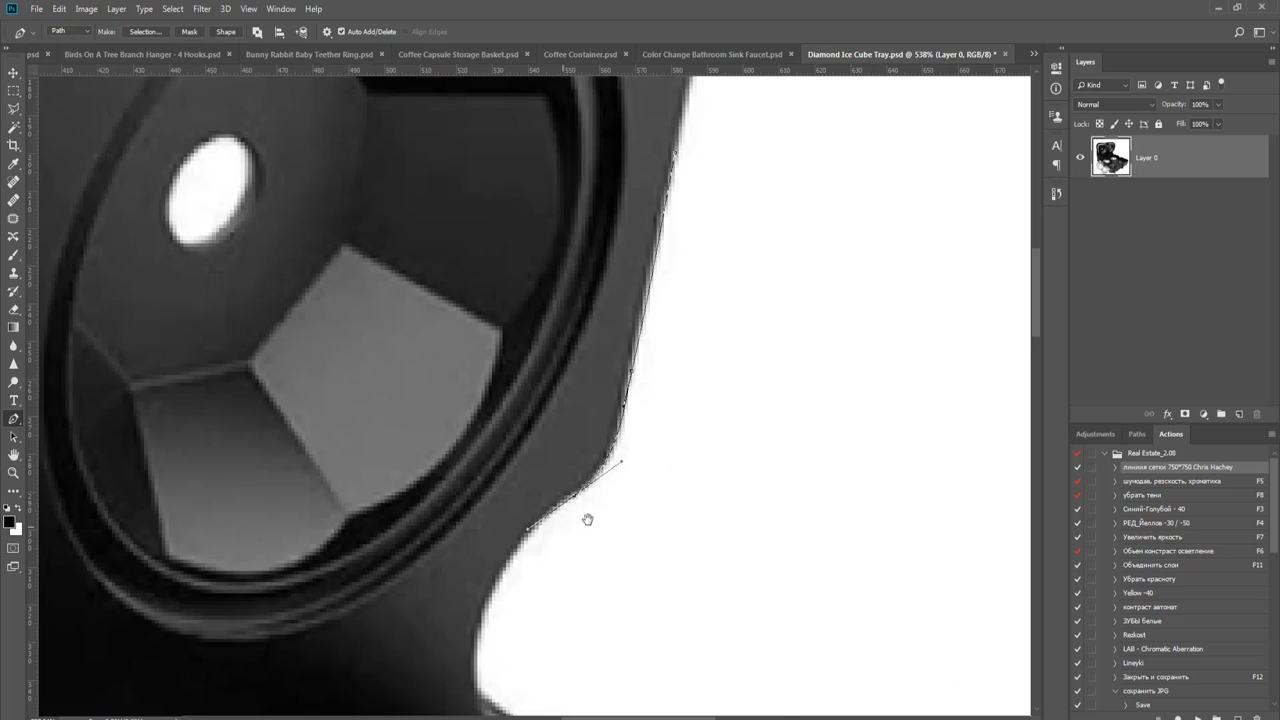 Ps File Edit Image Layer Type Select Filter 3D View Window Help
Path Make: Selection... Mask Shape Auto Add/Delete Align Edges
psd × Birds On A Tree Branch Hanger - 4 Hooks.psd × Bunny Rabbit Baby Teether Ring.psd × Coffee Capsule Storage Basket.psd × Coffee Container.psd × Color Change Bathroom Sink Faucet.psd × Diamond Ice Cube Tray.psd @ 538% (Layer 0, RGB/8) * ×
410 420 430 440 450 460 470 480 490 500 510 520 530 540 550 560 570 580 590 600 610 620 630 640 650 660 670
Layers
Kind
Normal Opacity: 100%
Lock: Fill: 100%
Layer 0
Adjustments Paths Actions
Real Estate_2.08
линиия сетки 750*750 Chris Hachey
шумодав, резскость, хроматика F5
убрать тени F8
Синий-Голубой - 40 F3
РЕД_Йеллов -30 / -50 F4
Увеличить яркость F7
Обьем констраст осветление F6
Объединить слои F11
Убрать красноту
Yellow -40
контраст автомат
ЗУБЫ белые
Rezkost
LAB - Chromatic Aberration
Lineyki
Закрыть и сохранить F12
сохранить JPG
Save